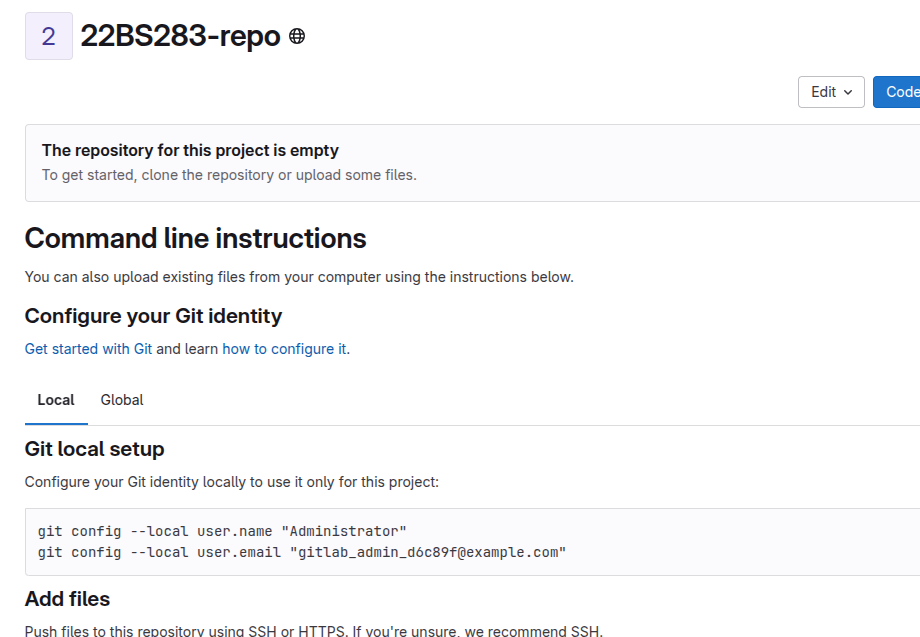 2 22BS283-repo
Edit Code
The repository for this project is empty
To get started, clone the repository or upload some files.
Command line instructions
You can also upload existing files from your computer using the instructions below.
Configure your Git identity
Get started with Git and learn how to configure it.
Local Global
Git local setup
Configure your Git identity locally to use it only for this project:
git config --local user.name "Administrator"
git config --local user.email "gitlab_admin_d6c89f@example.com"
Add files
Push files to this repository using SSH or HTTPS. If you're unsure, we recommend SSH.